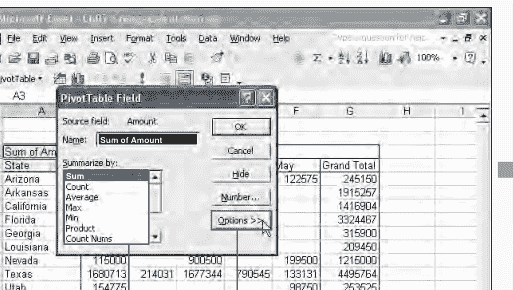 File Edit View Insert Format Tools Data Window Help
100%
PivotTable
A3
PivotTable Field
Source field: Amount
Name: Sum of Amount
Summarize by:
Sum
Count
Average
Max
Min
Product
Count Nums
OK
Cancel
Hide
Number...
Options >>
A F G H I
Sum of Am
State May Grand Total
Arizona 122575 245150
Arkansas 1915257
California 1416904
Florida 3324467
Georgia 315900
Louisiana 209450
Nevada 115000 900500 199500 1215000
Texas 1680713 214031 1677344 790545 133131 4495764
Utah 154775 98750 253525